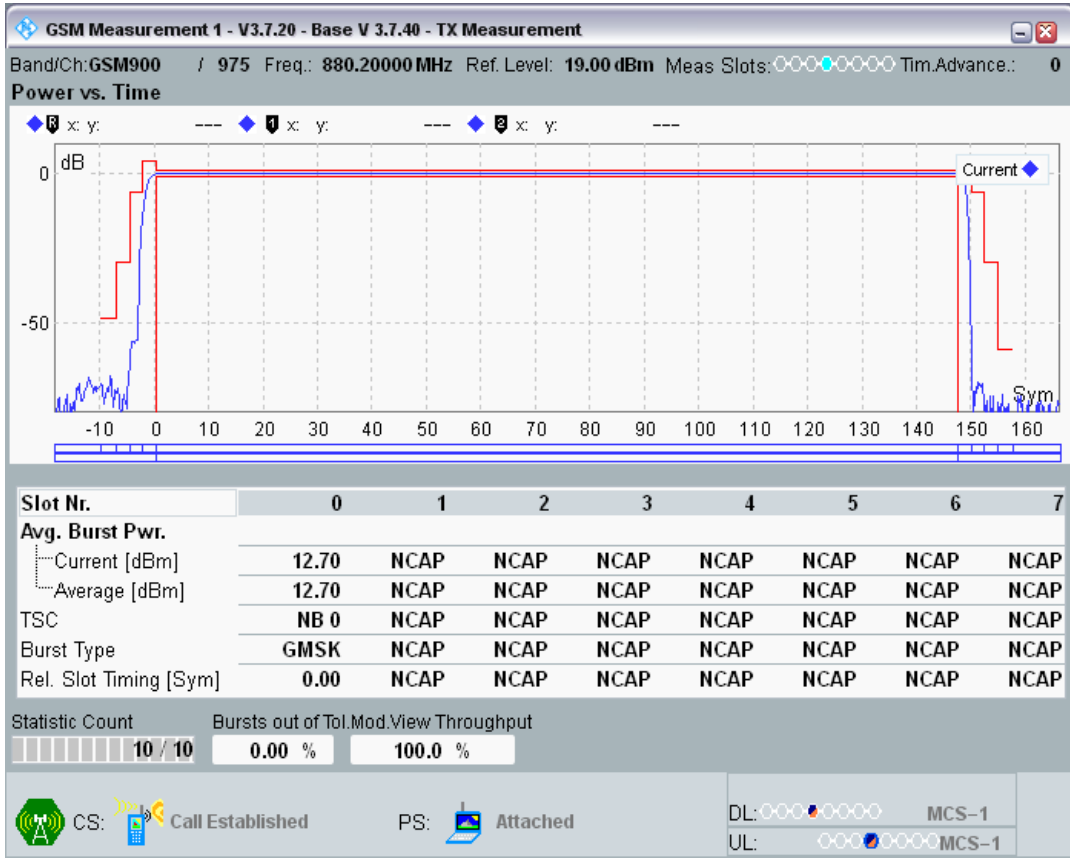 GSM Measurement 1 - V3.7.20 - Base V 3.7.40 - TX Measurement
Band/Ch:GSM900 / 975 Freq.: 880.20000 MHz Ref. Level: 19.00 dBm Meas Slots: Tim.Advance.: 0
Power vs. Time
R x: y: --- 1 x: y: --- 2 x: y: ---
dB
Current
0
-50
Sym
-10 0 10 20 30 40 50 60 70 80 90 100 110 120 130 140 150 160
Slot Nr. 0 1 2 3 4 5 6 7
Avg. Burst Pwr.
Current [dBm] 12.70 NCAP NCAP NCAP NCAP NCAP NCAP NCAP
Average [dBm] 12.70 NCAP NCAP NCAP NCAP NCAP NCAP NCAP
TSC NB 0 NCAP NCAP NCAP NCAP NCAP NCAP NCAP
Burst Type GMSK NCAP NCAP NCAP NCAP NCAP NCAP NCAP
Rel. Slot Timing [Sym] 0.00 NCAP NCAP NCAP NCAP NCAP NCAP NCAP
Statistic Count Bursts out of Tol. Mod.View Throughput
10 / 10 0.00 % 100.0 %
CS: Call Established PS: Attached
DL: MCS-1
UL: MCS-1